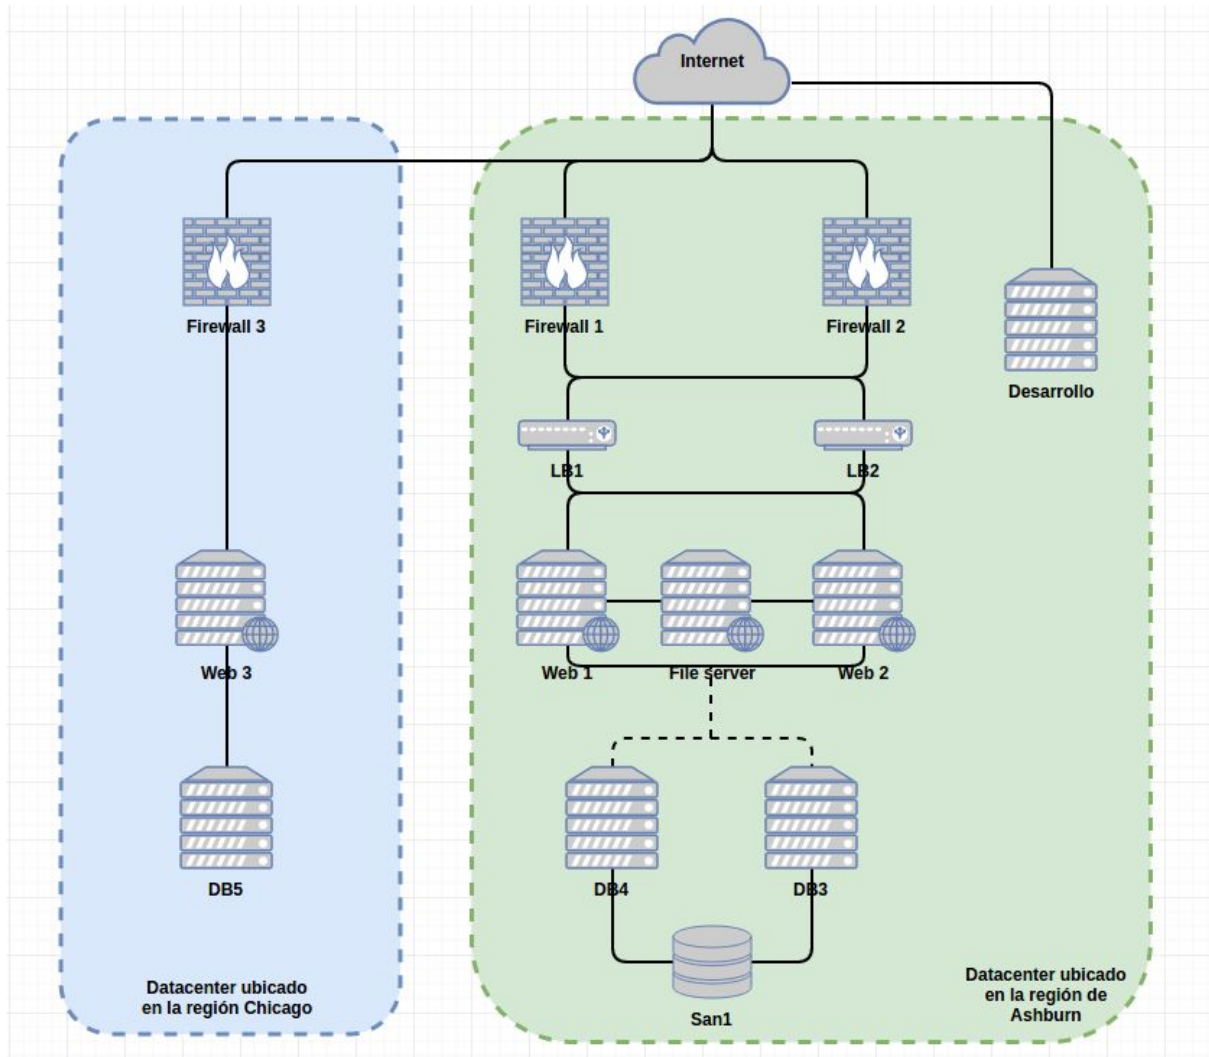 Internet
Firewall 3
Firewall 1
Firewall 2
Desarrollo
LB1
LB2
Web 3
Web 1
File server
Web 2
DB5
DB4
DB3
San1
Datacenter ubicado
en la región Chicago
Datacenter ubicado
en la región de
Ashburn